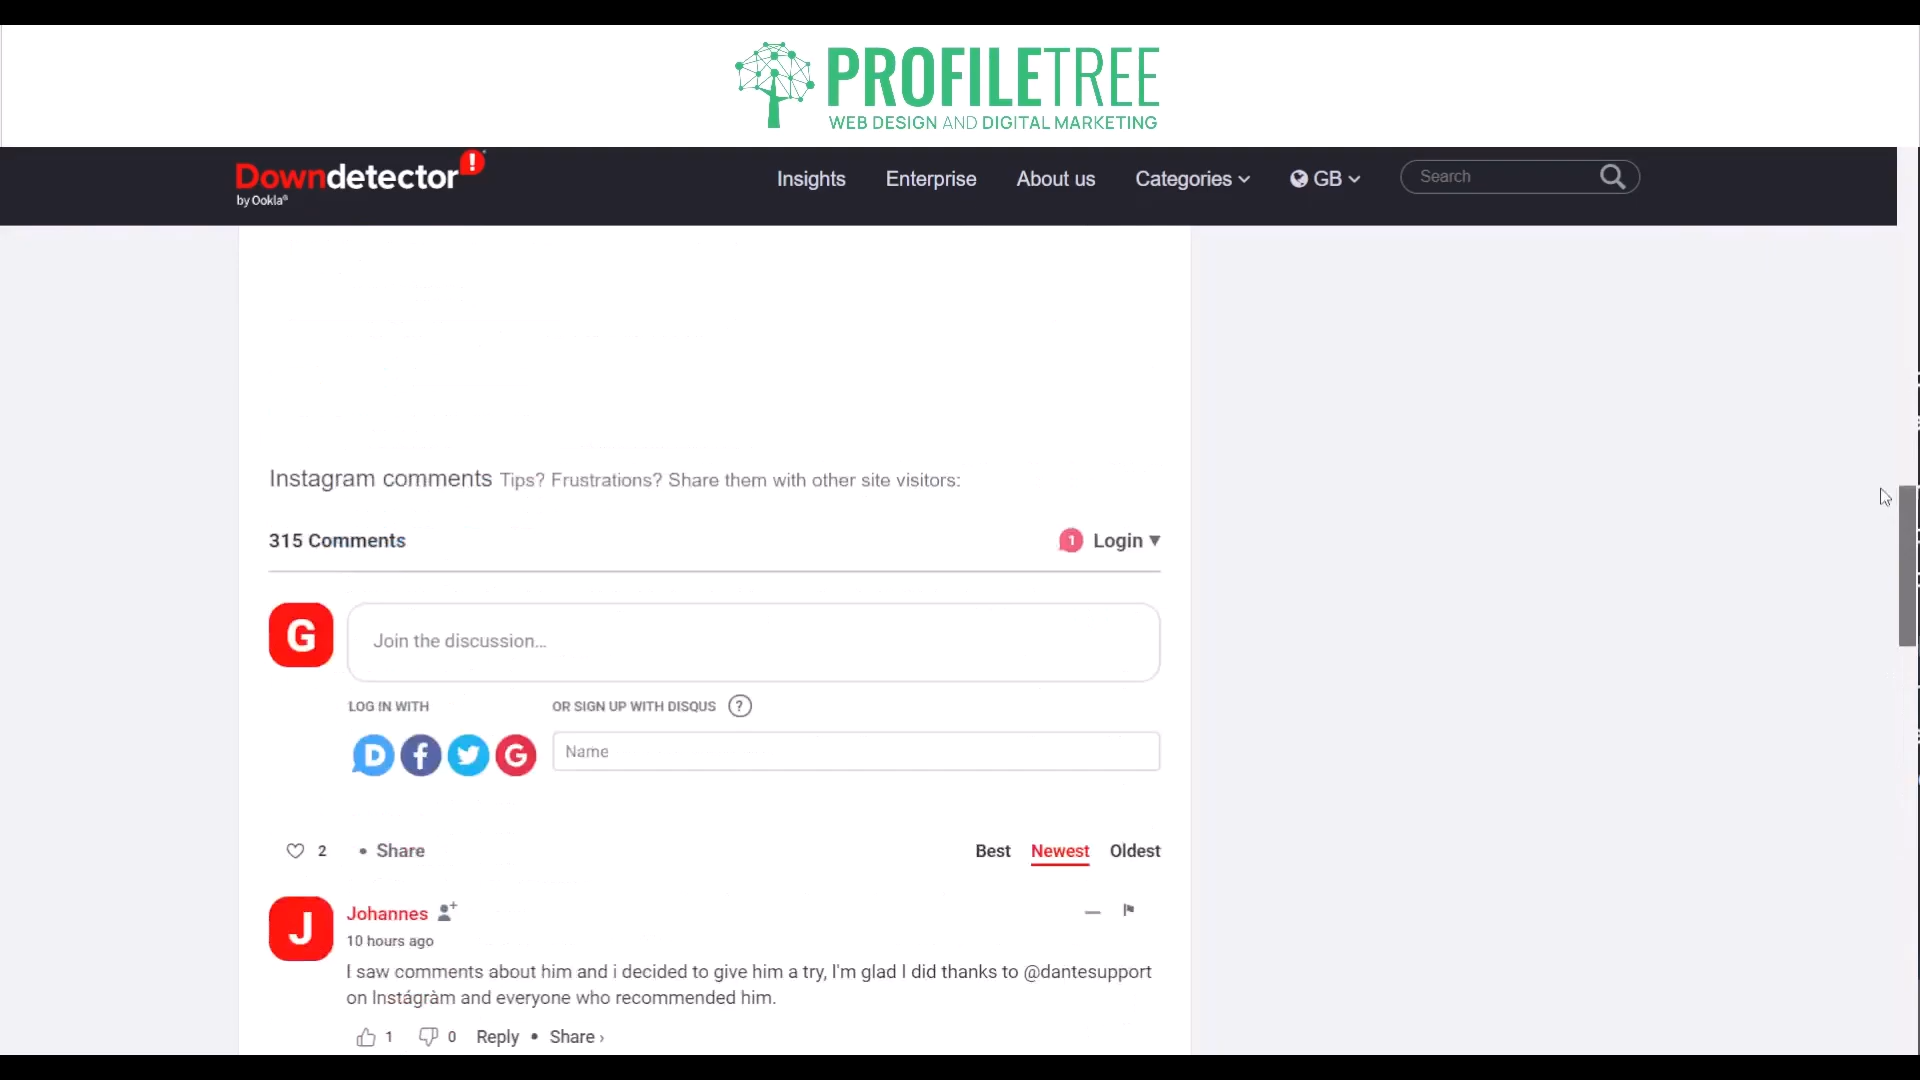 PROFILETREE
WEB DESIGN AND DIGITAL MARKETING
Downdetector!
by Ookla®
Insights
Enterprise
About us
Categories
GB
Search
Instagram comments Tips? Frustrations? Share them with other site visitors:
315 Comments
1 Login
G
Join the discussion...
LOG IN WITH
OR SIGN UP WITH DISQUS ?
D f G
Name
2 • Share
Best Newest Oldest
J
Johannes
10 hours ago
I saw comments about him and i decided to give him a try, I'm glad I did thanks to @dantesupport
on Instágràm and everyone who recommended him.
1 0 Reply • Share ›